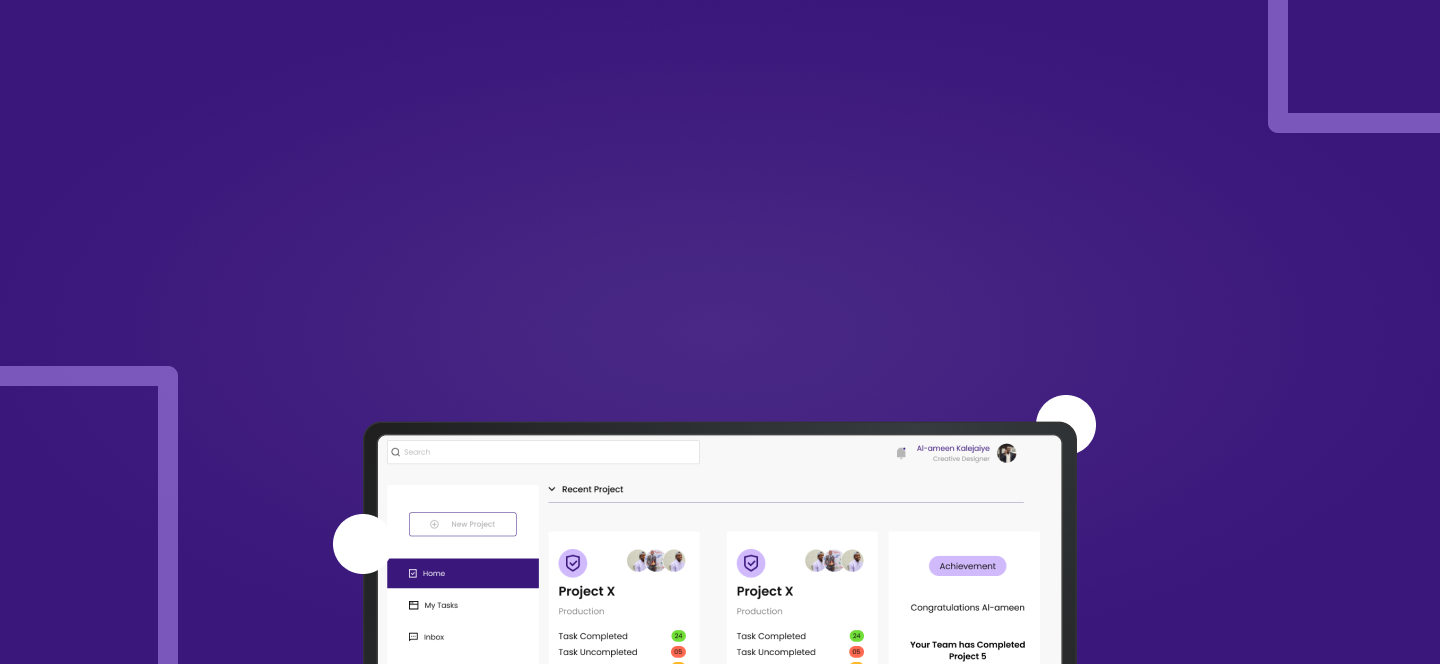 Search
Al-ameen Kalejaiye
Creative Designer
Recent Project
New Project
Home
My Tasks
Inbox
Project X
Production
Task Completed 24
Task Uncompleted 05
Project X
Production
Task Completed 24
Task Uncompleted 05
Achievement
Congratulations Al-ameen
Your Team has Completed
Project 5